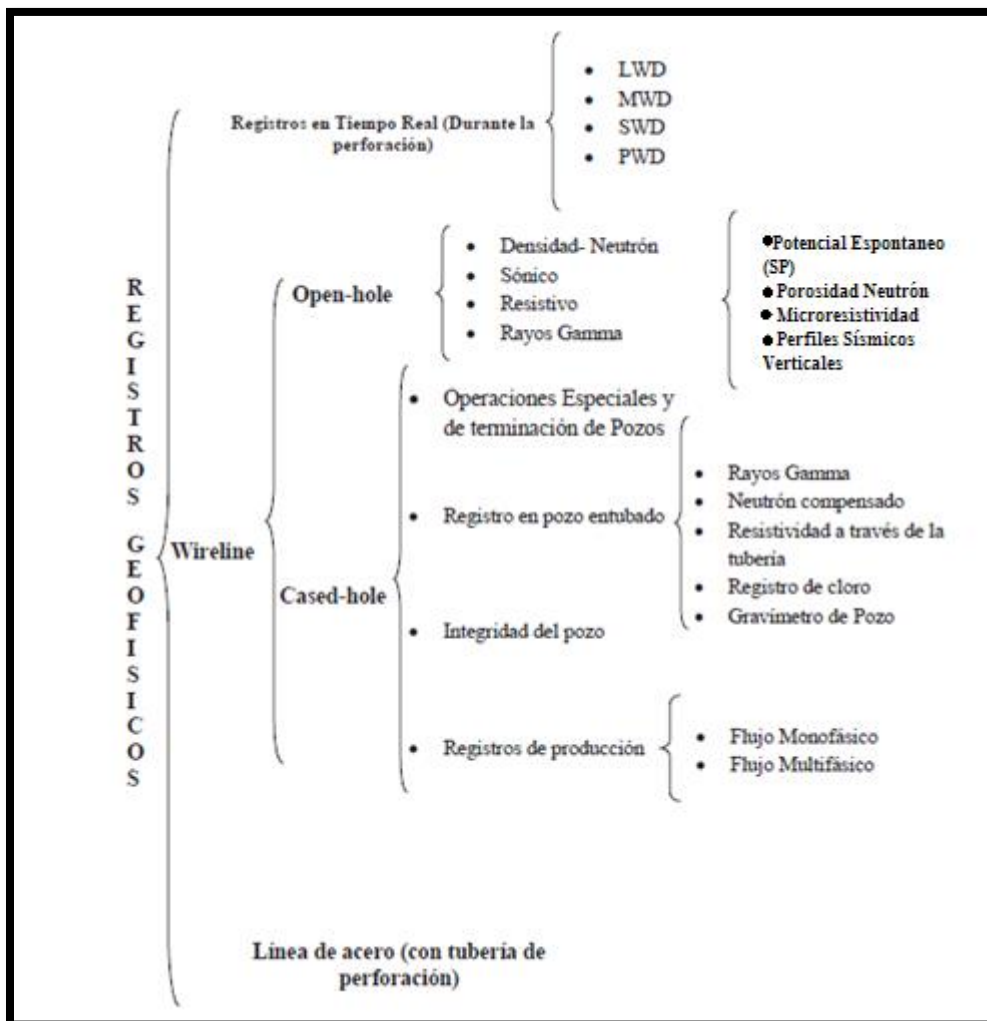 REGISTROS GEOFISICOS
Registros en Tiempo Real (Durante la
perforación)
• LWD
• MWD
• SWD
• PWD
Wireline
Open-hole
• Densidad- Neutrón
• Sónico
• Resistivo
• Rayos Gamma
●Potencial Espontaneo
(SP)
● Porosidad Neutrón
● Microresistividad
● Perfiles Sísmicos
Verticales
Cased-hole
• Operaciones Especiales y
de terminación de Pozos
• Registro en pozo entubado
• Rayos Gamma
• Neutrón compensado
• Resistividad a través de la
tubería
• Registro de cloro
• Gravímetro de Pozo
• Integridad del pozo
• Registros de producción
• Flujo Monofásico
• Flujo Multifásico
Línea de acero (con tubería de
perforación)